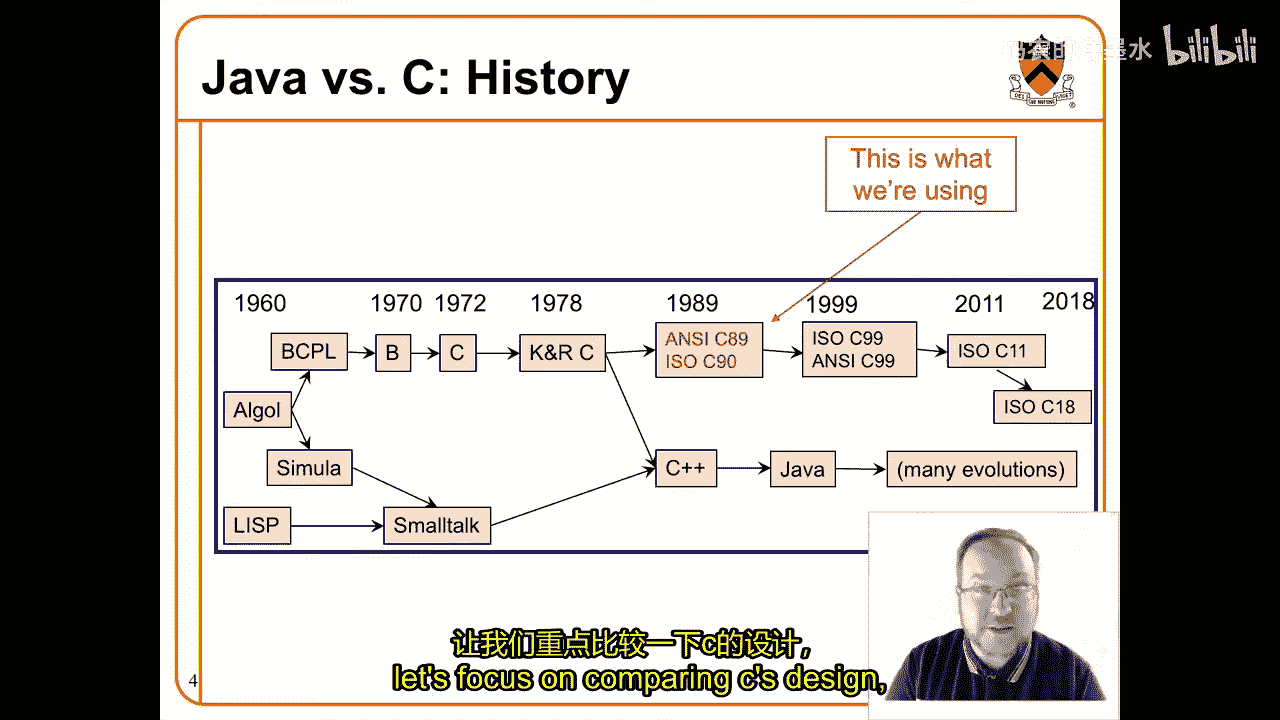 Java vs. C: History
bilibili
This is what
we're using
1960
1970
1972
1978
1989
1999
2011
2018
BCPL
B
C
K&R C
ANSI C89
ISO C90
ISO C99
ANSI C99
ISO C11
ISO C18
Algol
Simula
C++
Java
(many evolutions)
LISP
Smalltalk
让我们重点比较一下c的设计,
let's focus on comparing c's design,
4